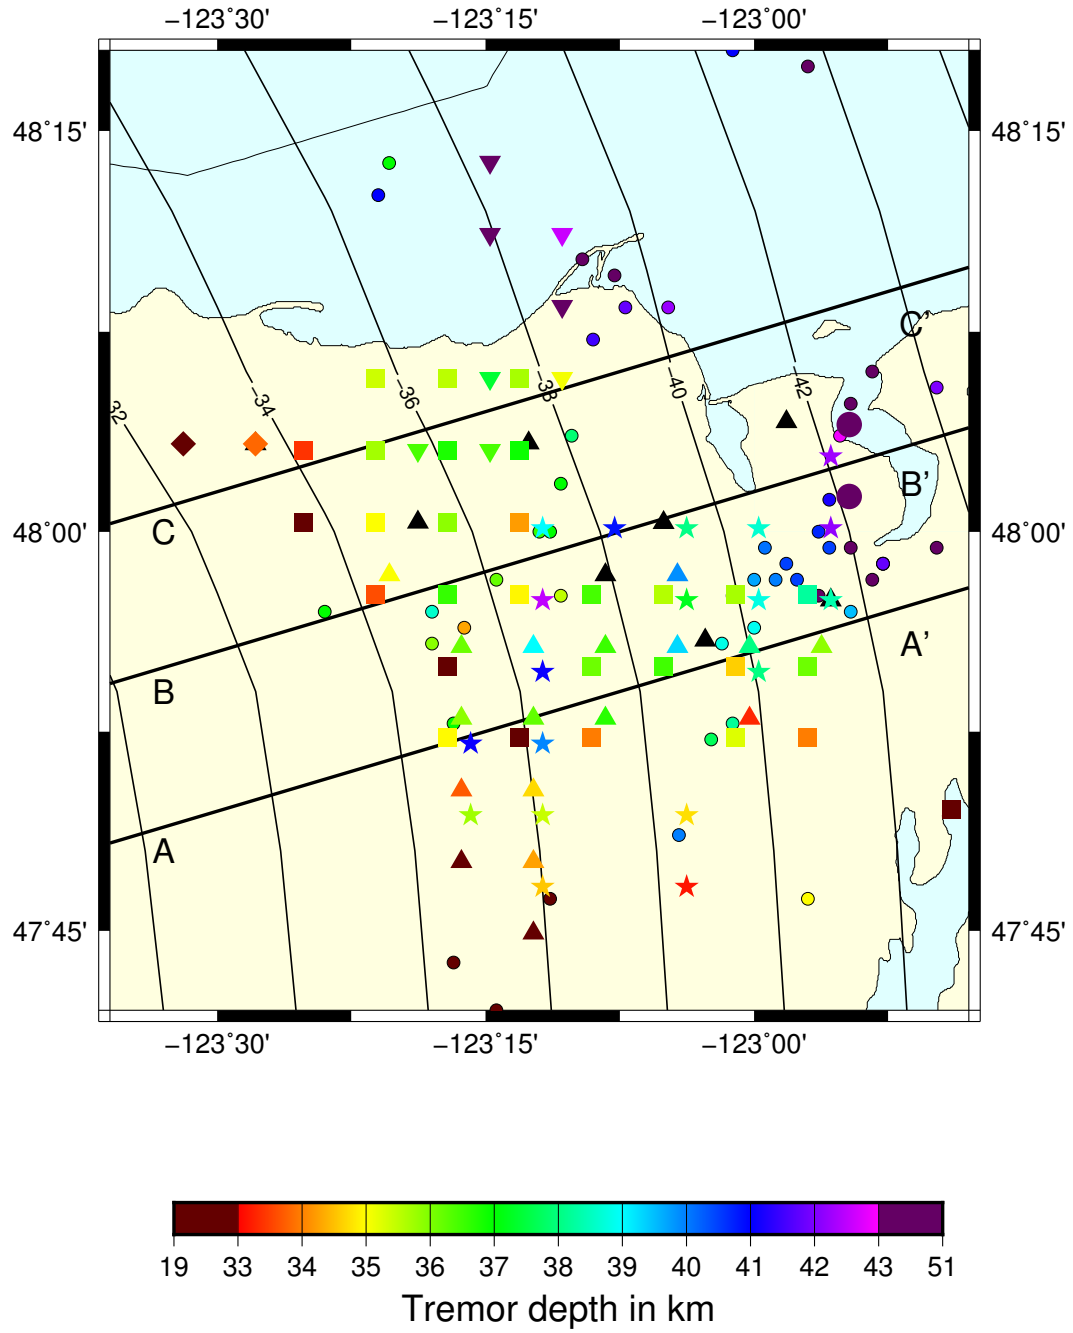 −123˚30' −123˚15' −123˚00'
48˚15' 48˚15'
C'
32 −34 −36 −38 −40 −42
B'
C
48˚00' 48˚00'
A'
B
A
47˚45' 47˚45'
−123˚30' −123˚15' −123˚00'
19 33 34 35 36 37 38 39 40 41 42 43 51
Tremor depth in km